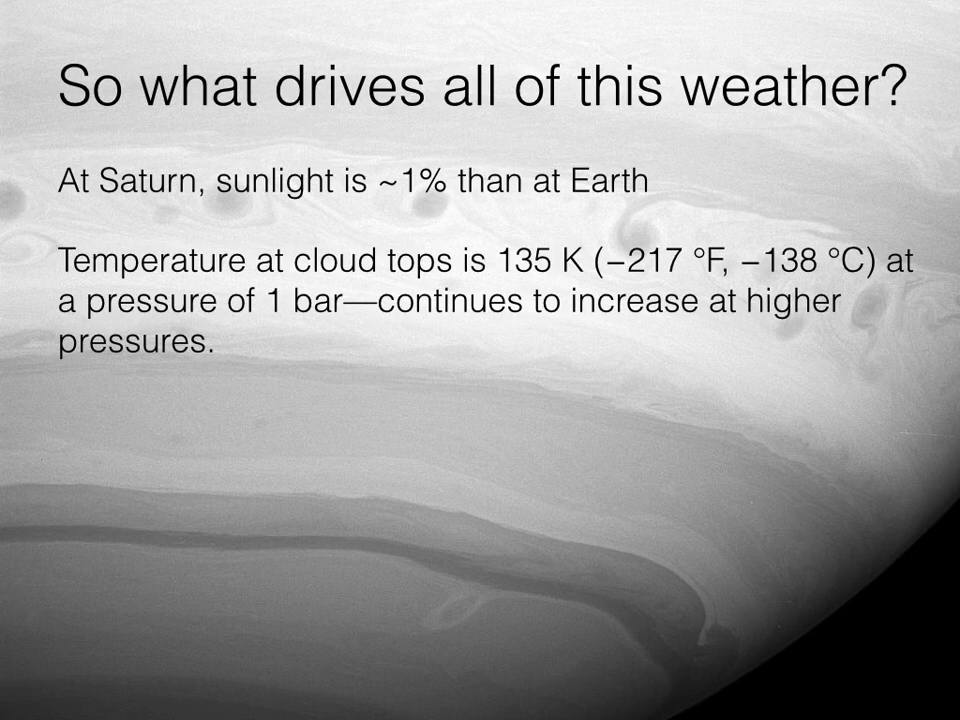 So what drives all of this weather?
At Saturn, sunlight is ~1% than at Earth
Temperature at cloud tops is 135 K (−217 °F, −138 °C) at
a pressure of 1 bar—continues to increase at higher
pressures.